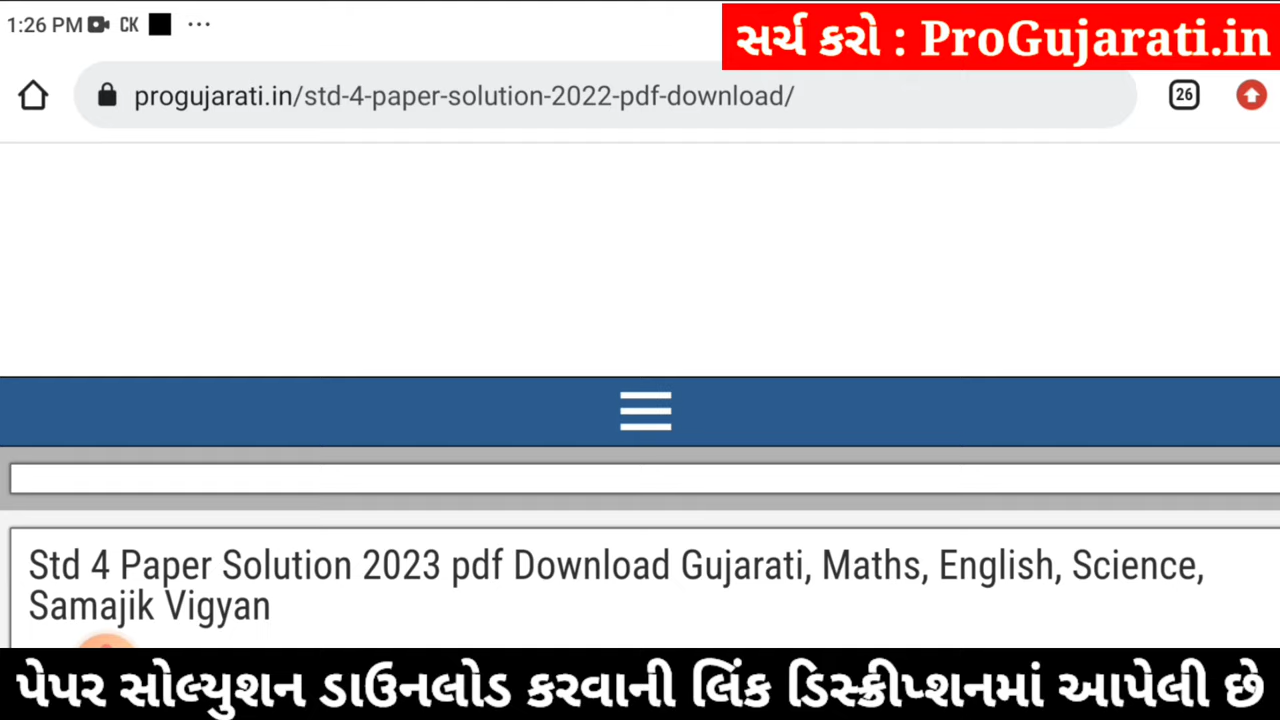 1:26 PM CK ...
સર્ચ કરો : ProGujarati.in
progujarati.in/std-4-paper-solution-2022-pdf-download/
26
Std 4 Paper Solution 2023 pdf Download Gujarati, Maths, English, Science,
Samajik Vigyan
પેપર સોલ્યુશન ડાઉનલોડ કરવાની લિંક ડિસ્ક્રીપ્શનમાં આપેલી છે